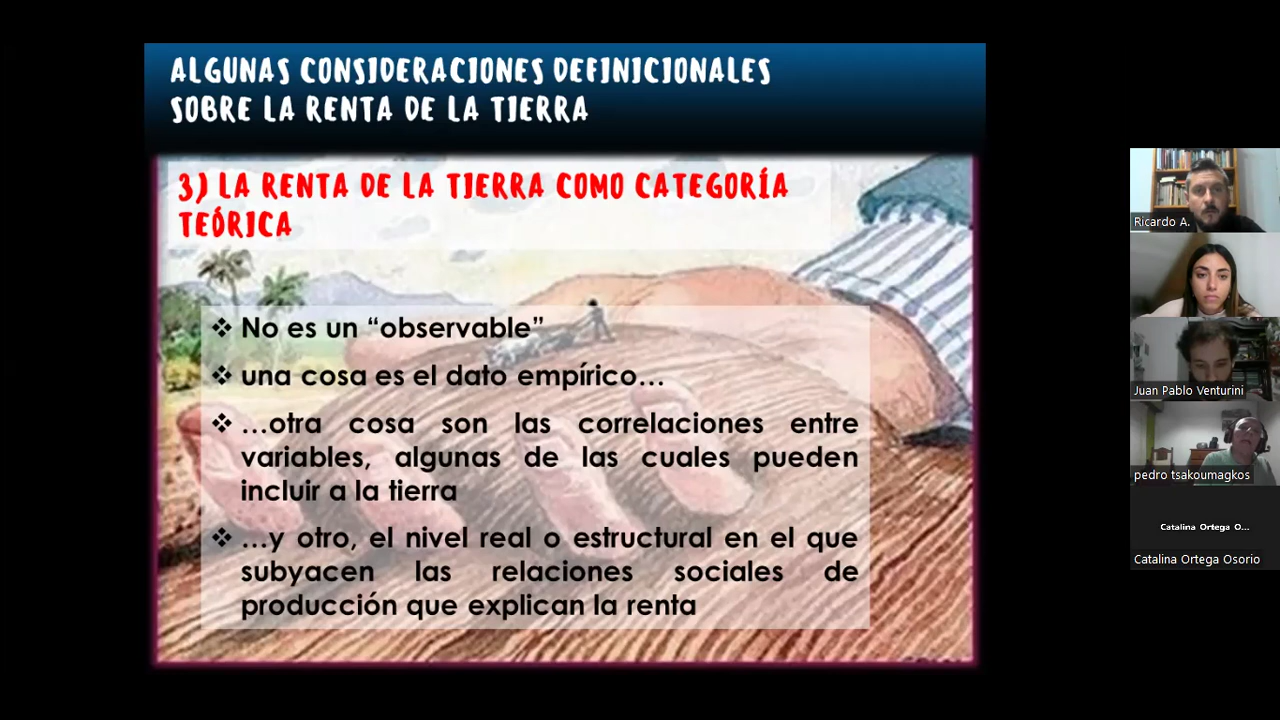 ALGUNAS CONSIDERACIONES DEFINICIONALES
SOBRE LA RENTA DE LA TIERRA
3) LA RENTA DE LA TIERRA COMO CATEGORÍA
TEÓRICA
❖ No es un “observable”
❖ una cosa es el dato empírico…
❖ …otra cosa son las correlaciones entre
variables, algunas de las cuales pueden
incluir a la tierra
❖ …y otro, el nivel real o estructural en el que
subyacen las relaciones sociales de
producción que explican la renta
Ricardo A.
Juan Pablo Venturini
pedro tsakoumagkos
Catalina Ortega O...
Catalina Ortega Osorio